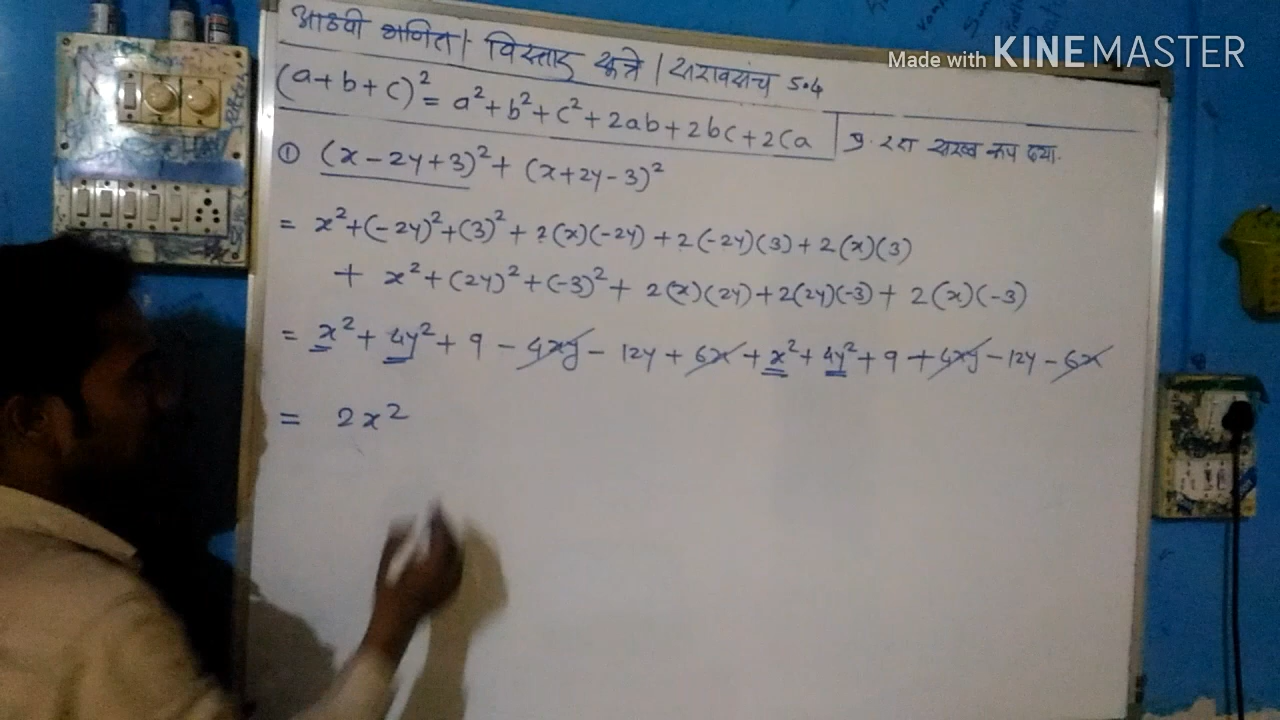 Made with KINEMASTER
आठवी गणित | विस्तार सूत्रे | सरावसंच 5.4
(a+b+c)² = a²+b²+c²+2ab+2bc+2ca
प्र. २ रा सरळ रूप द्या.
① (x-2y+3)² + (x+2y-3)²
= x²+(-2y)²+(3)²+2(x)(-2y)+2(-2y)(3)+2(x)(3)
+ x²+(2y)²+(-3)²+2(x)(2y)+2(2y)(-3)+2(x)(-3)
= x²+4y²+9-4xy-12y+6x+x²+4y²+9+4xy-12y-6x
= 2x²